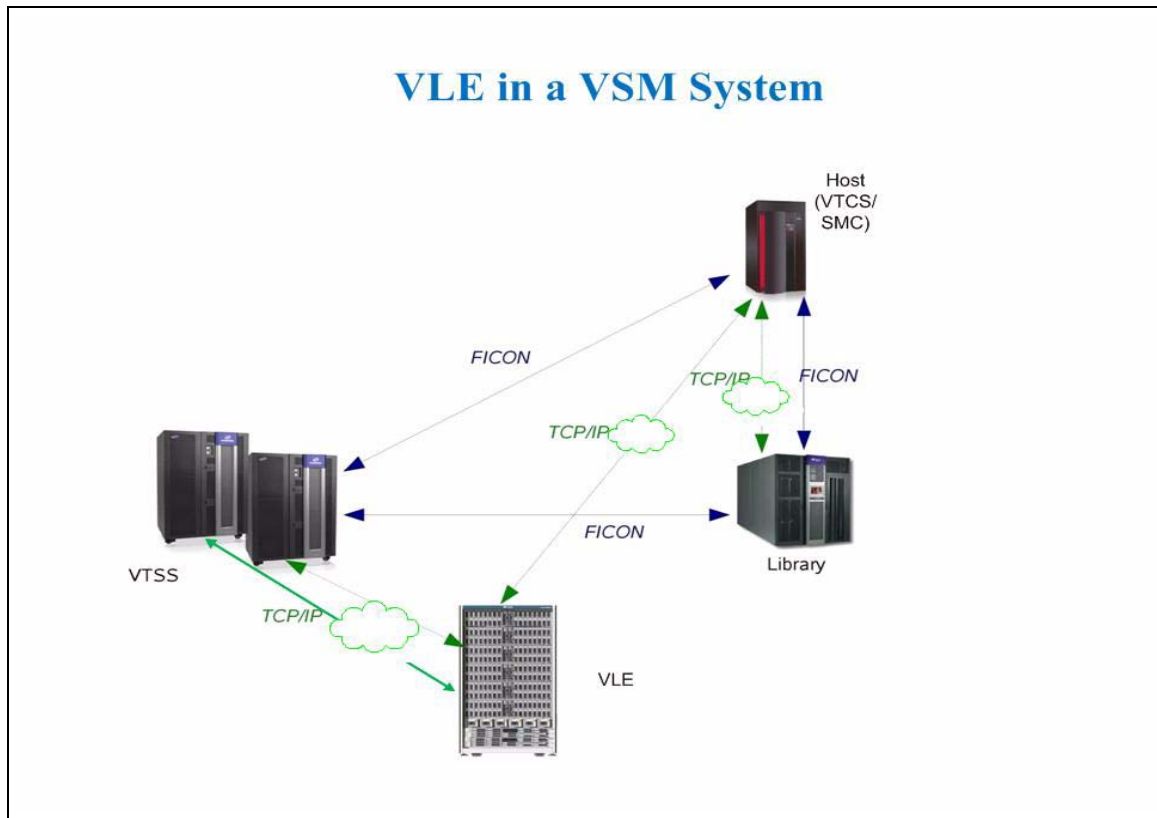 VLE in a VSM System
Host
(VTCS/
SMC)
FICON
TCP/IP
FICON
TCP/IP
FICON
Library
VTSS
TCP/IP
VLE